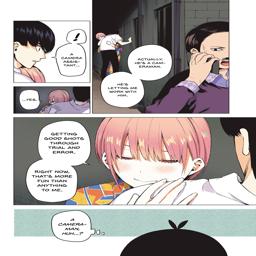 !
A
CAMERA
ASSIS-
TANT...
...YES.
ACTUALLY,
HE'S A CAM-
ERAMAN.
HE'S
LETTING ME
WORK WITH
HIM.
GETTING
GOOD SHOTS
THROUGH
TRIAL AND
ERROR.
RIGHT NOW,
THAT'S MORE
FUN THAN
ANYTHING
TO ME.
A
CAMERA-
MAN,
HUH...?